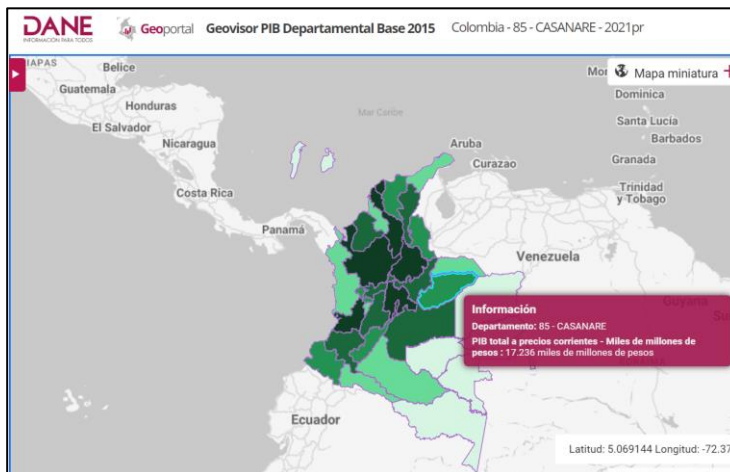 DANE
INFORMACIÓN PARA TODOS
Geoportal
Geovisor PIB Departamental Base 2015
Colombia - 85 - CASANARE - 2021pr
Mapa miniatura +
IAPAS
Belice
Guatemala
Honduras
El Salvador
Nicaragua
Costa Rica
Panamá
Mar Caribe
Aruba
Curazao
Dominica
Santa Lucía
Barbados
Granada
Trinidad
y Tobago
Venezuela
Guyana
Ecuador
Información
Departamento: 85 - CASANARE
PIB total a precios corrientes - Miles de millones de
pesos : 17.236 miles de millones de pesos
Latitud: 5.069144 Longitud: -72.37